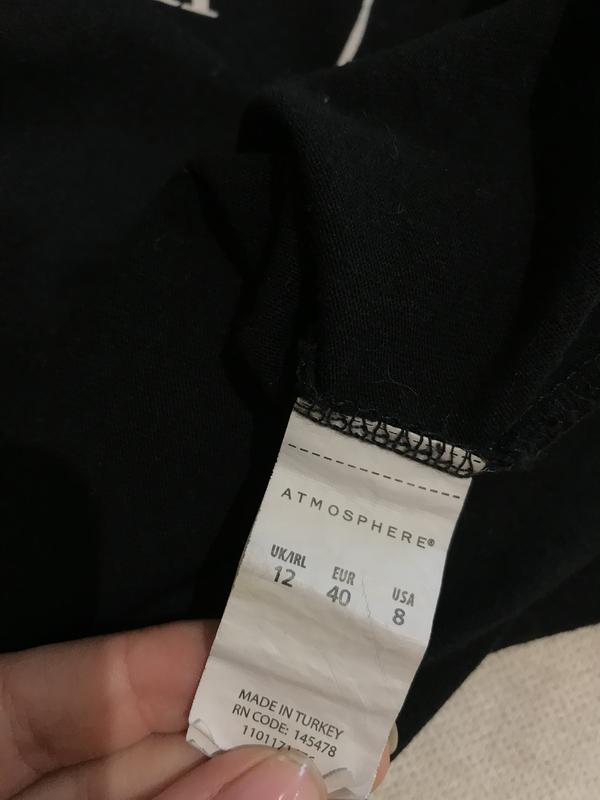 ATMOSPHERE®
UK/IRL EUR USA
12 40 8
MADE IN TURKEY
RN CODE: 145478